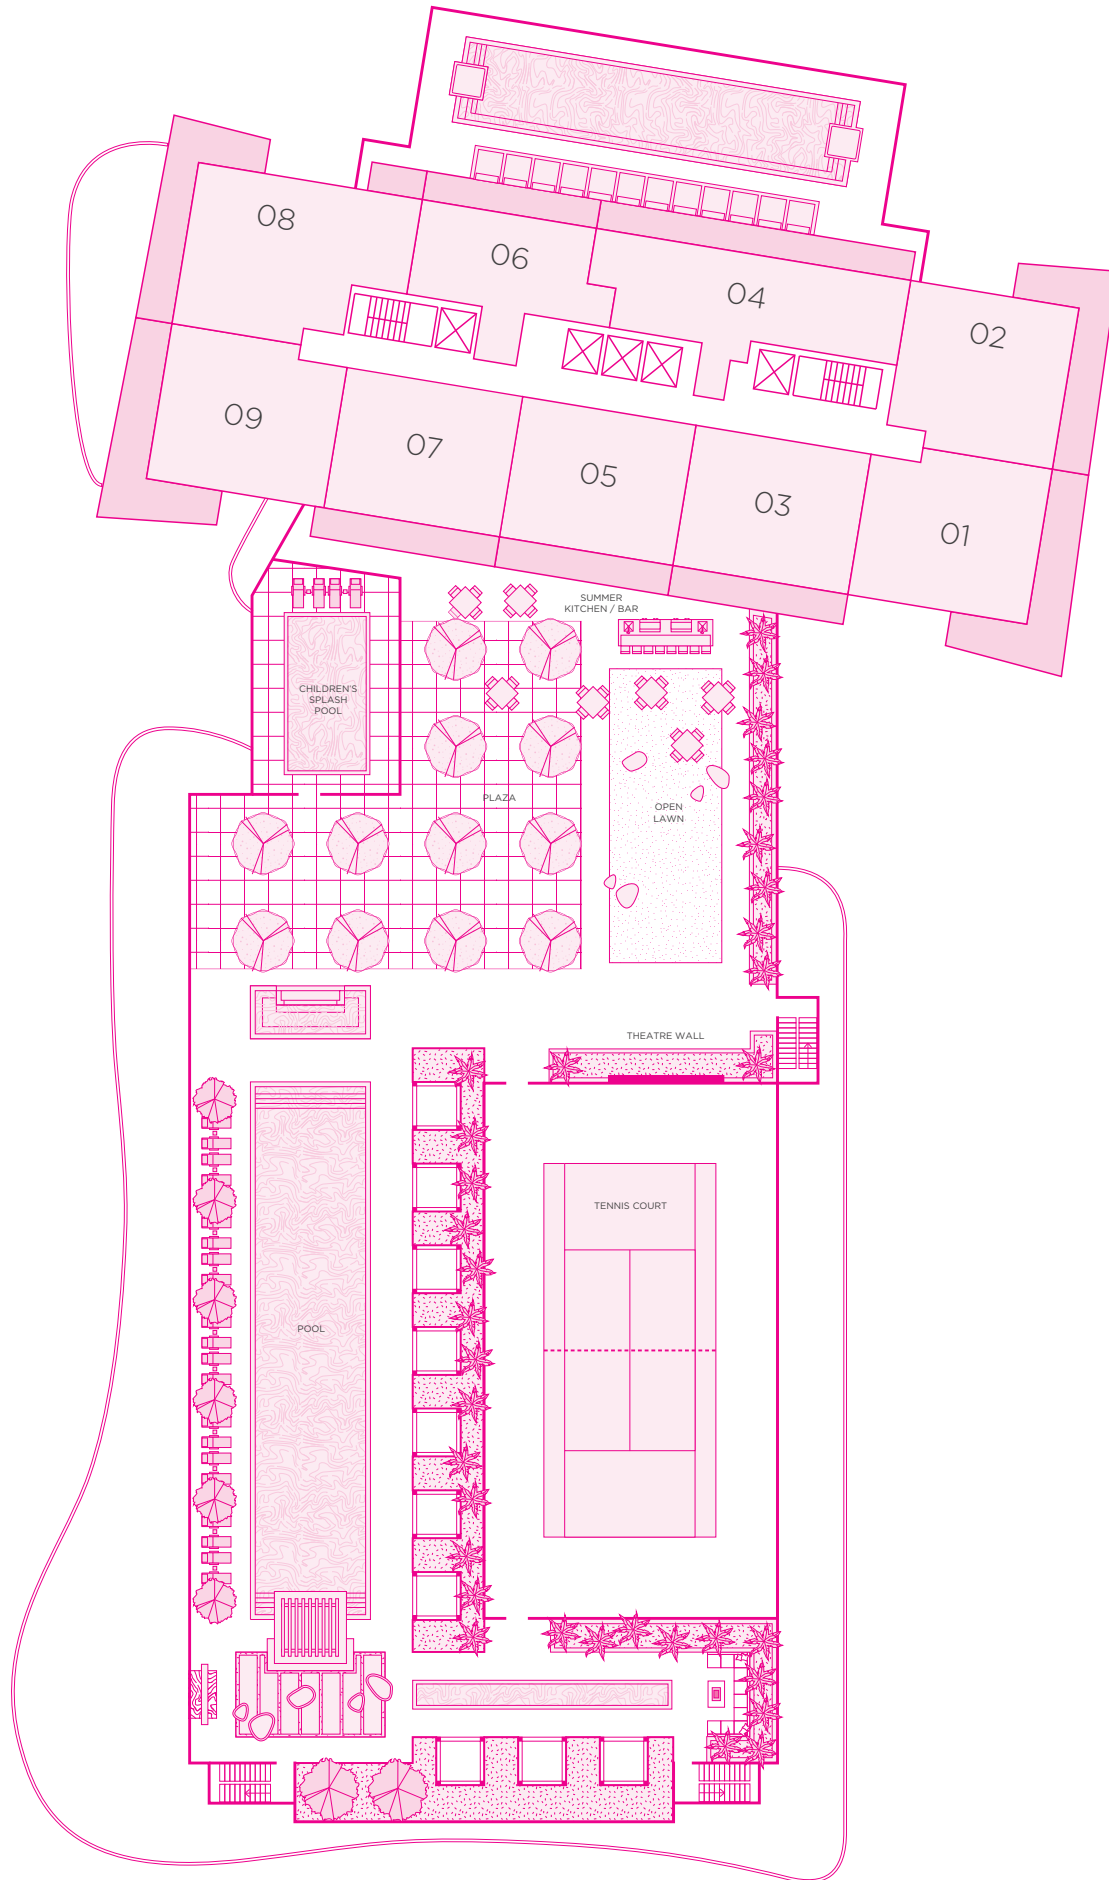 08
06
04
02
09
07
05
03
01
SUMMER
KITCHEN / BAR
CHILDREN'S
SPLASH
POOL
PLAZA
OPEN
LAWN
THEATRE WALL
TENNIS COURT
POOL